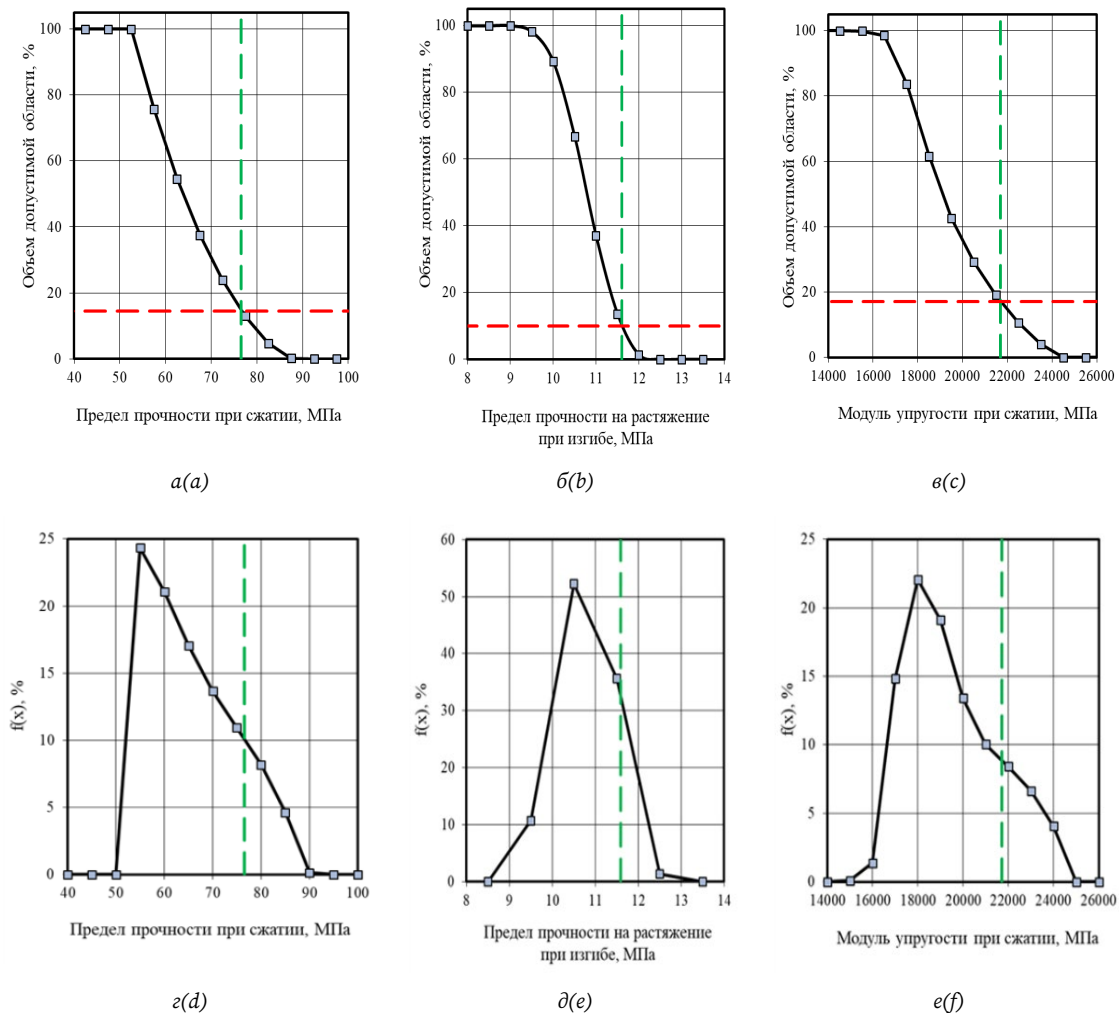 Объем допустимой области, %
100
80
60
40
20
0
40 50 60 70 80 90 100
Предел прочности при сжатии, МПа
а(a)
Объем допустимой области, %
100
80
60
40
20
0
8 9 10 11 12 13 14
Предел прочности на растяжение
при изгибе, МПа
б(b)
Объем допустимой области, %
100
80
60
40
20
0
14000 16000 18000 20000 22000 24000 26000
Модуль упругости при сжатии, МПа
в(c)
f(x), %
25
20
15
10
5
0
40 50 60 70 80 90 100
Предел прочности при сжатии, МПа
г(d)
f(x), %
60
50
40
30
20
10
0
8 9 10 11 12 13 14
Предел прочности на растяжение
при изгибе, МПа
д(e)
f(x), %
25
20
15
10
5
0
14000 16000 18000 20000 22000 24000 26000
Модуль упругости при сжатии, МПа
е(f)